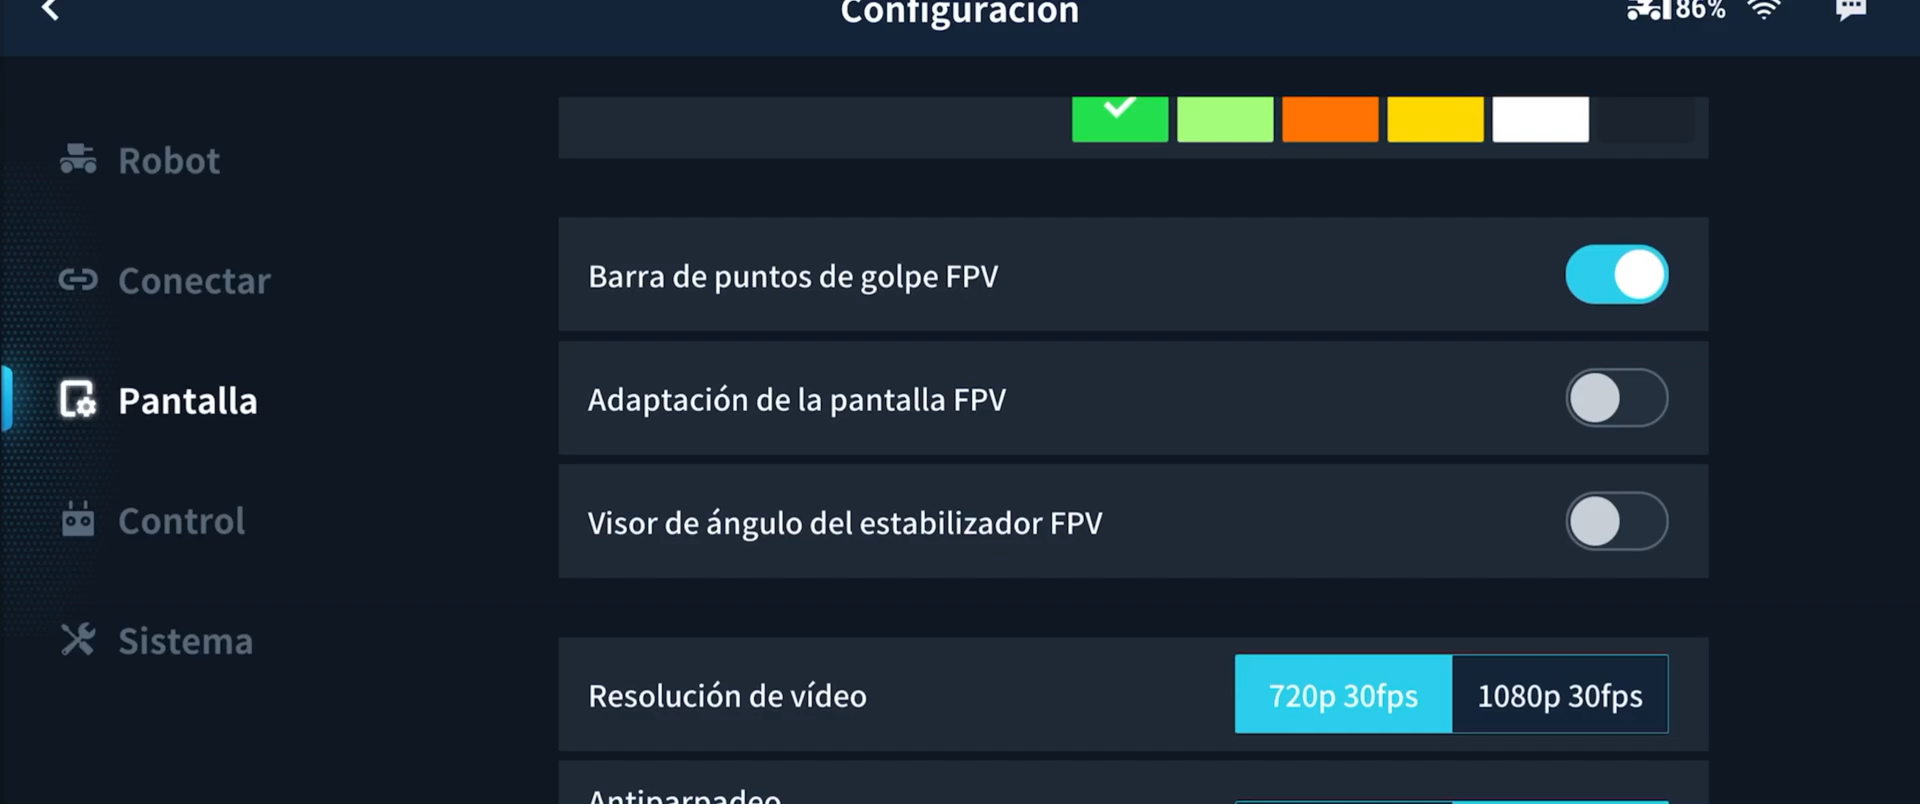 Configuración
86%
Robot
Conectar
Pantalla
Control
Sistema
Barra de puntos de golpe FPV
Adaptación de la pantalla FPV
Visor de ángulo del estabilizador FPV
Resolución de vídeo
720p 30fps
1080p 30fps
Antiparpadeo